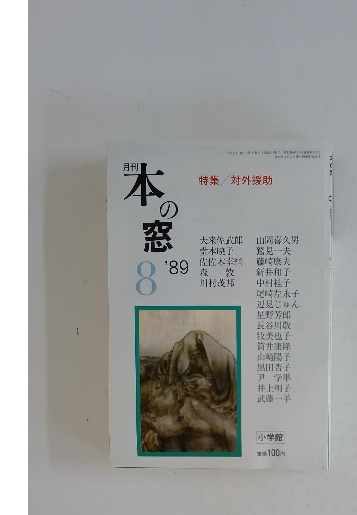 月刊
本の窓
8
'89
特集／対外援助
大来佐武郎
堂本暁子
佐佐木幸綱
森　敦
川村茂邦
山岡喜久男
鷲見一夫
藤崎康夫
新井和子
中村桂子
尾崎左永子
辺見じゅん
星野芳郎
長谷川敬
牧美也子
筒井康隆
山崎陽子
黒田杏子
尹　学準
井上明子
武藤一羊
小学館
定価100円